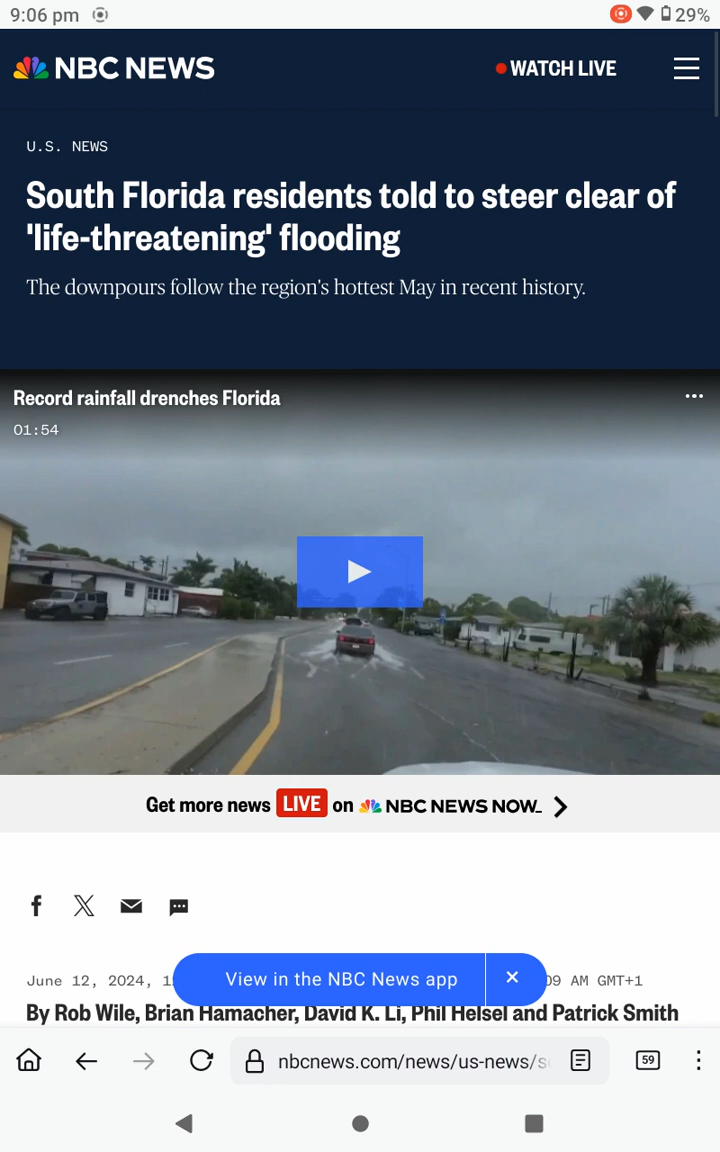 9:06 pm 29%
NBC NEWS WATCH LIVE
U.S. NEWS
South Florida residents told to steer clear of
'life-threatening' flooding
The downpours follow the region's hottest May in recent history.
Record rainfall drenches Florida
01:54
Get more news LIVE on NBC NEWS NOW_
View in the NBC News app
June 12, 2024, 09 AM GMT+1
By Rob Wile, Brian Hamacher, David K. Li, Phil Helsel and Patrick Smith
nbcnews.com/news/us-news/ 59